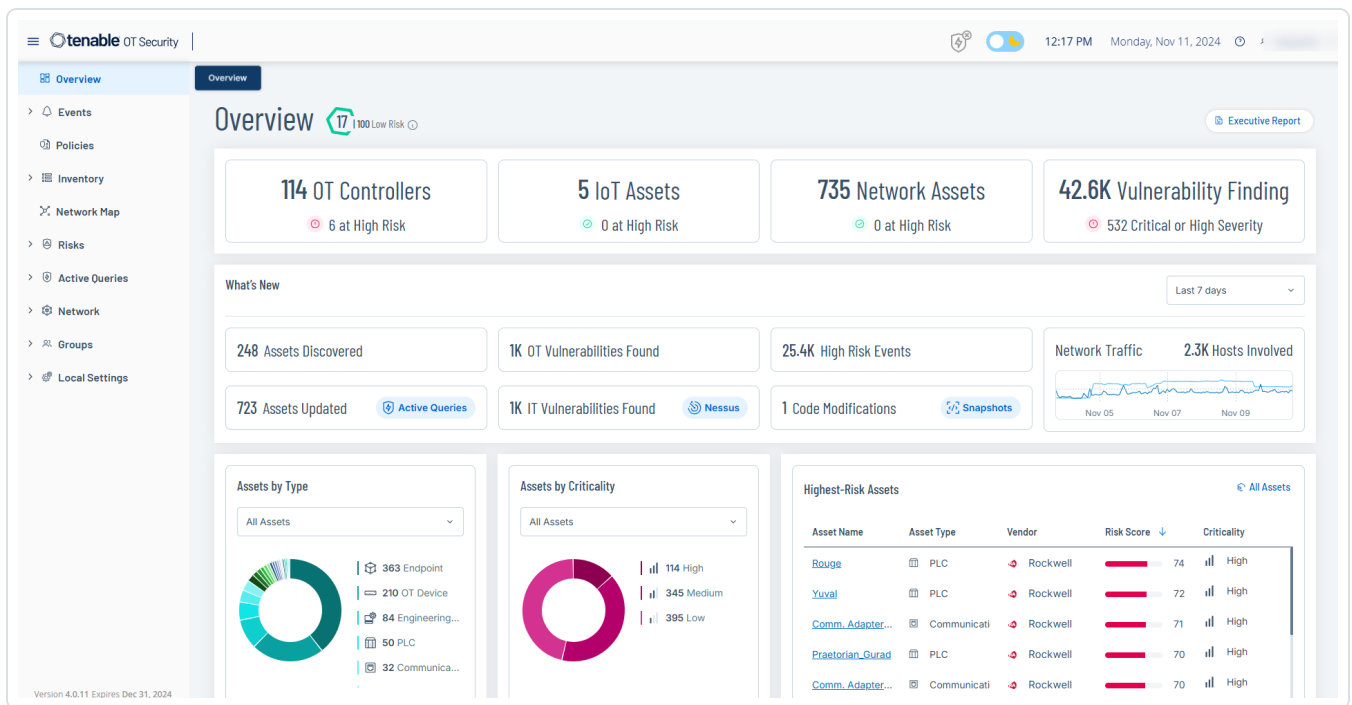 tenable OT Security
12:17 PM Monday, Nov 11, 2024
Overview
Events
Policies
Inventory
Network Map
Risks
Active Queries
Network
Groups
Local Settings
Version 4.0.11 Expires Dec 31, 2024
Overview
Overview 17 | 100 Low Risk
Executive Report
114 OT Controllers
6 at High Risk
5 IoT Assets
0 at High Risk
735 Network Assets
0 at High Risk
42.6K Vulnerability Finding
532 Critical or High Severity
What's New
Last 7 days
248 Assets Discovered
1K OT Vulnerabilities Found
25.4K High Risk Events
Network Traffic 2.3K Hosts Involved
Nov 05 Nov 07 Nov 09
723 Assets Updated Active Queries
1K IT Vulnerabilities Found Nessus
1 Code Modifications Snapshots
Assets by Type
All Assets
363 Endpoint
210 OT Device
84 Engineering...
50 PLC
32 Communica...
Assets by Criticality
All Assets
114 High
345 Medium
395 Low
Highest-Risk Assets
All Assets
Asset Name Asset Type Vendor Risk Score Criticality
Rouge PLC Rockwell 74 High
Yuval PLC Rockwell 72 High
Comm. Adapter... Communicati Rockwell 71 High
Praetorian_Gurad PLC Rockwell 70 High
Comm. Adapter... Communicati Rockwell 70 High